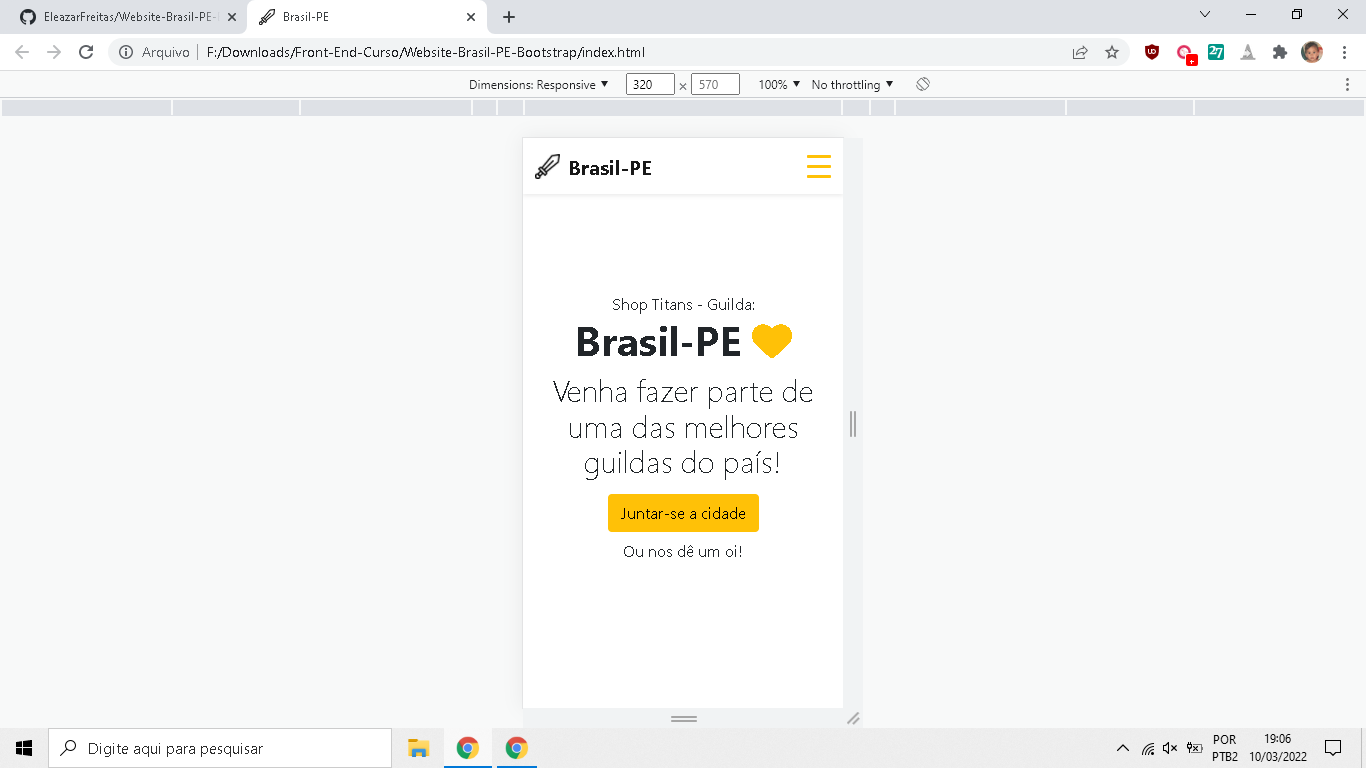 EleazarFreitas/Website-Brasil-PE-
Brasil-PE
Arquivo
F:/Downloads/Front-End-Curso/Website-Brasil-PE-Bootstrap/index.html
27
Dimensions: Responsive
320 × 570
100%
No throttling
Brasil-PE
Shop Titans - Guilda:
Brasil-PE
Venha fazer parte de
uma das melhores
guildas do país!
Juntar-se a cidade
Ou nos dê um oi!
Digite aqui para pesquisar
POR
PTB2
19:06
10/03/2022